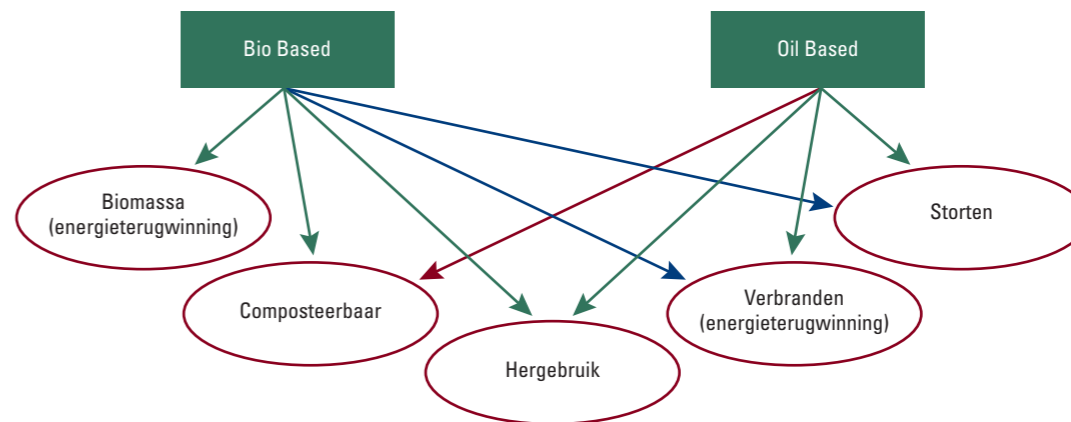 Bio Based
Oil Based
Biomassa
(energieterugwinning)
Storten
Composteerbaar
Verbranden
(energieterugwinning)
Hergebruik